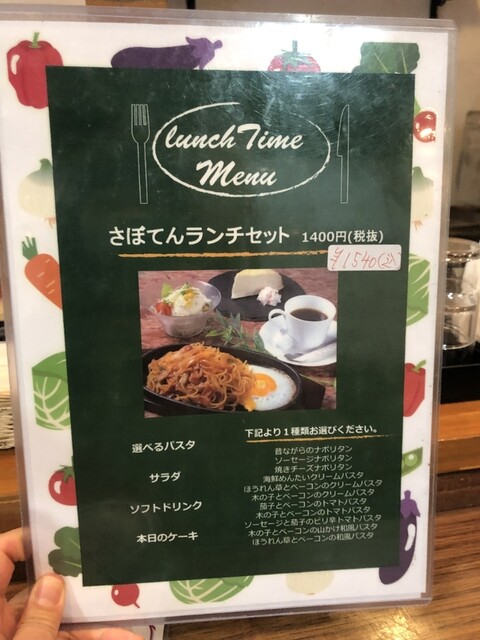 lunch Time
Menu
さぼてんランチセット 1400円(税抜)
¥1540(込)
選べるパスタ
サラダ
ソフトドリンク
本日のケーキ
下記より1種類お選びください。
昔ながらのナポリタン
ソーセージナポリタン
焼きチーズナポリタン
海鮮めんたいクリームパスタ
ほうれん草とベーコンのクリームパスタ
木の子とベーコンのクリームパスタ
茄子とベーコンのトマトパスタ
木の子とベーコンのトマトパスタ
ソーセージと茄子のピリ辛トマトパスタ
木の子とベーコンの山かけ和風パスタ
ほうれん草とベーコンの和風パスタ